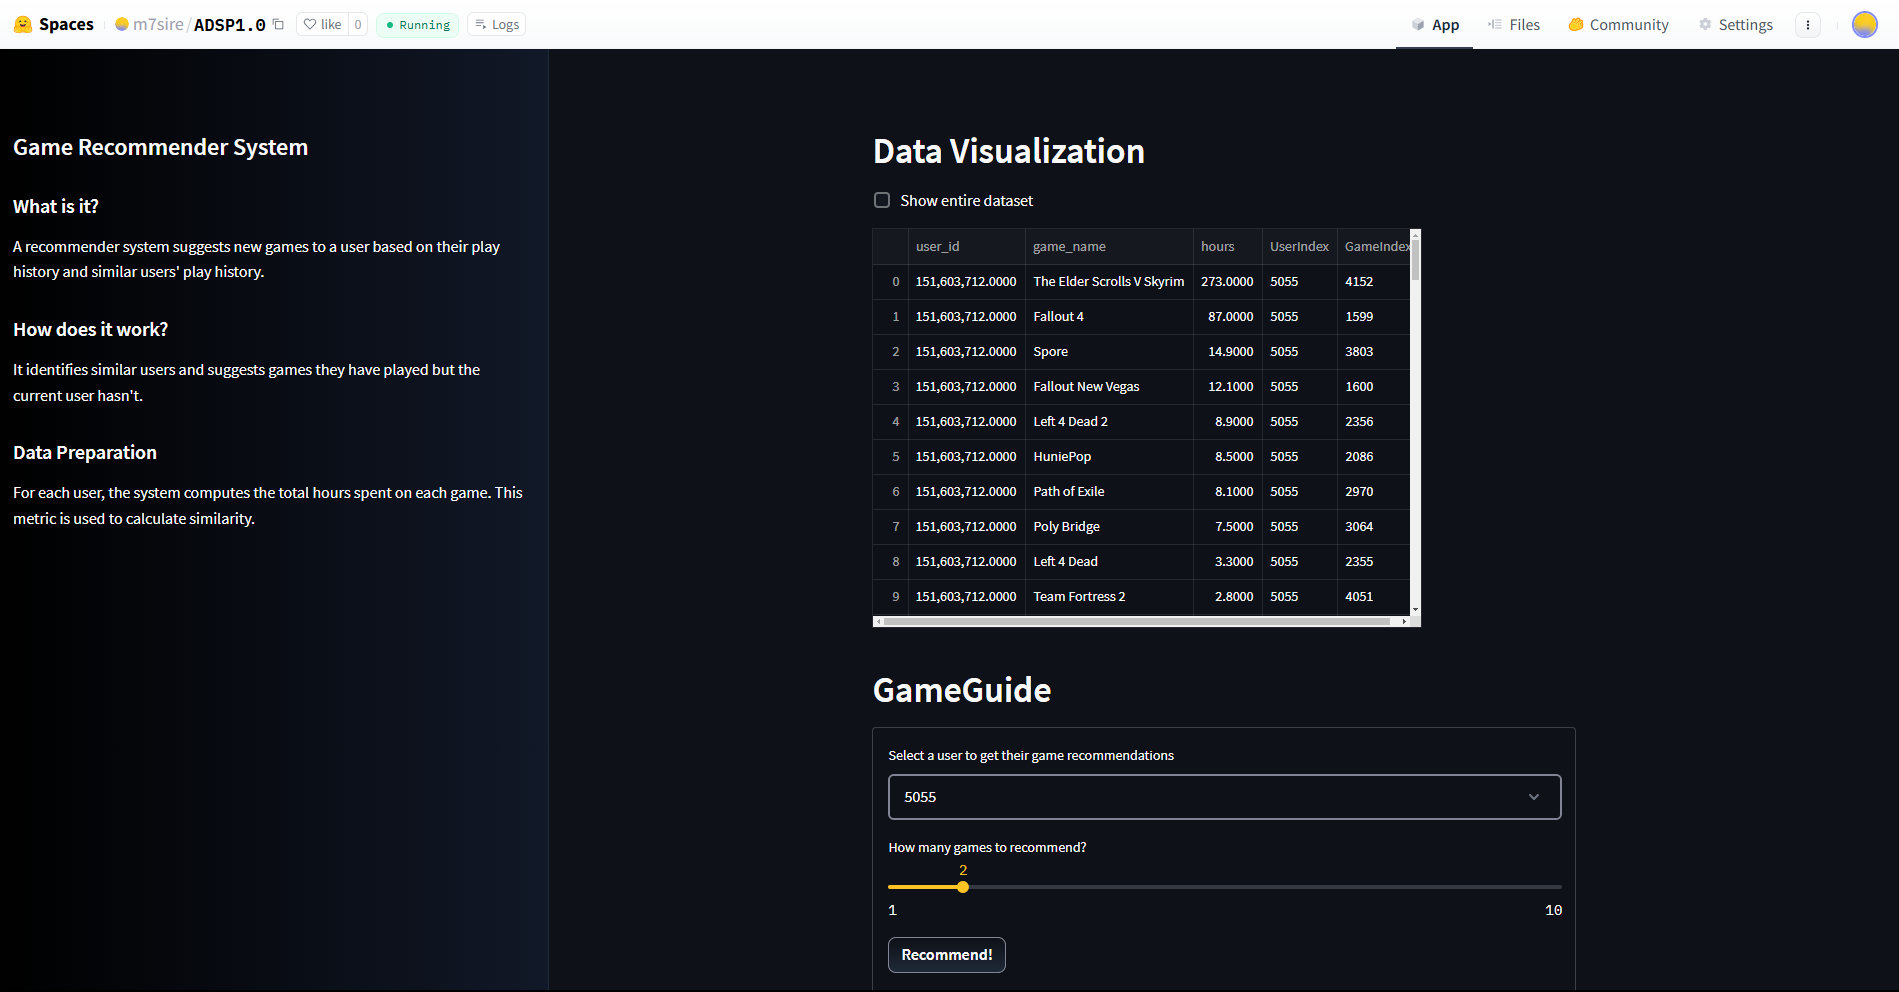 Spaces m7sire/ADSP1.0 like 0 Running Logs App Files Community Settings
Game Recommender System
What is it?
A recommender system suggests new games to a user based on their play
history and similar users' play history.
How does it work?
It identifies similar users and suggests games they have played but the
current user hasn't.
Data Preparation
For each user, the system computes the total hours spent on each game. This
metric is used to calculate similarity.
Data Visualization
Show entire dataset
user_id game_name hours UserIndex GameIndex
0 151,603,712.0000 The Elder Scrolls V Skyrim 273.0000 5055 4152
1 151,603,712.0000 Fallout 4 87.0000 5055 1599
2 151,603,712.0000 Spore 14.9000 5055 3803
3 151,603,712.0000 Fallout New Vegas 12.1000 5055 1600
4 151,603,712.0000 Left 4 Dead 2 8.9000 5055 2356
5 151,603,712.0000 HuniePop 8.5000 5055 2086
6 151,603,712.0000 Path of Exile 8.1000 5055 2970
7 151,603,712.0000 Poly Bridge 7.5000 5055 3064
8 151,603,712.0000 Left 4 Dead 3.3000 5055 2355
9 151,603,712.0000 Team Fortress 2 2.8000 5055 4051
GameGuide
Select a user to get their game recommendations
5055
How many games to recommend?
2
1 10
Recommend!